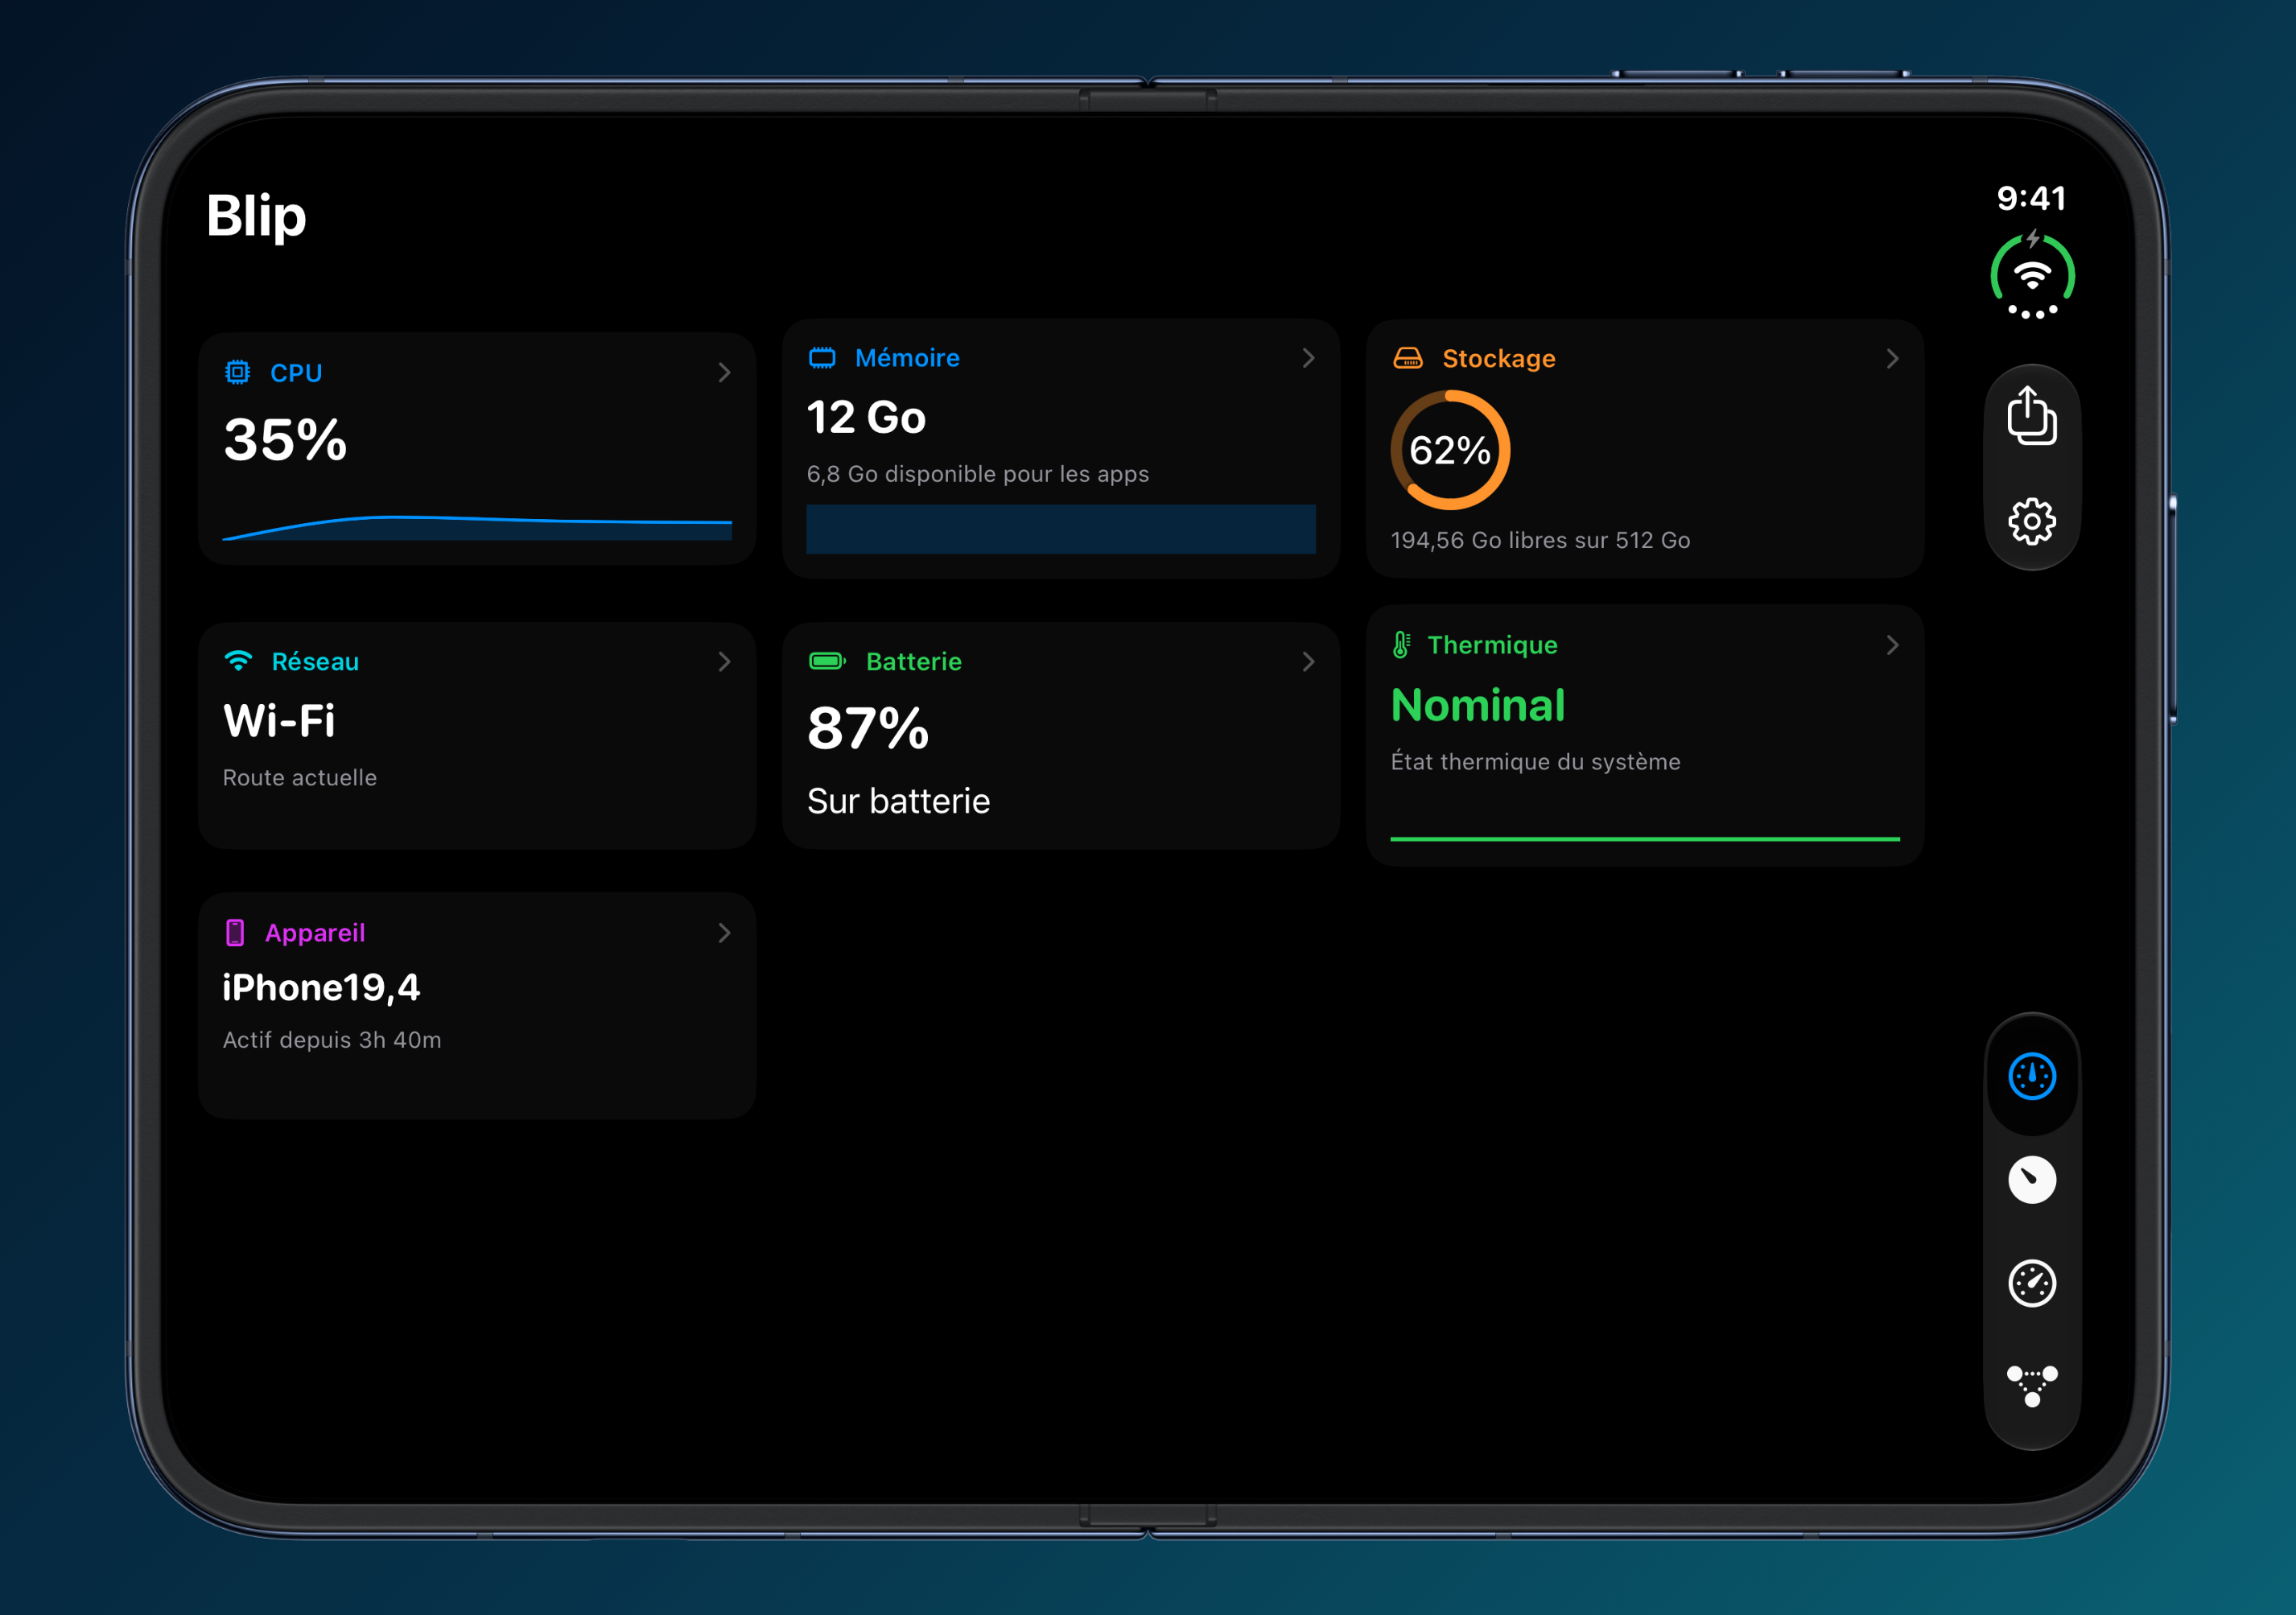 Blip
9:41
CPU
35%
Mémoire
12 Go
6,8 Go disponible pour les apps
Stockage
62%
194,56 Go libres sur 512 Go
Réseau
Wi-Fi
Route actuelle
Batterie
87%
Sur batterie
Thermique
Nominal
État thermique du système
Appareil
iPhone19,4
Actif depuis 3h 40m